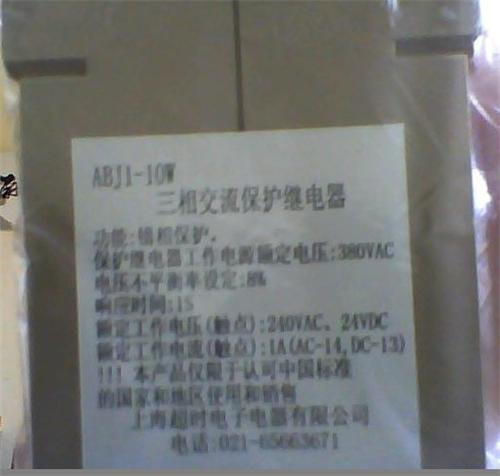 ABJ1-10W
三相交流保护继电器
功能:错相保护.
保护继电器工作电源额定电压:380VAC
电压不平衡率设定:8%
响应时间:1S
额定工作电压(触点):240VAC、24VDC
额定工作电流(触点):1A(AC-14,DC-13)
!!! 本产品仅限于认可中国标准
的国家和地区使用和销售
上海超时电子电器有限公司
电话:021-65663671